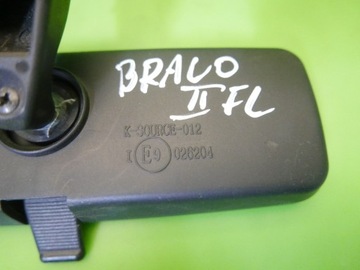 BRAVO
II FL
K-SOURCE-012
I E9 026204